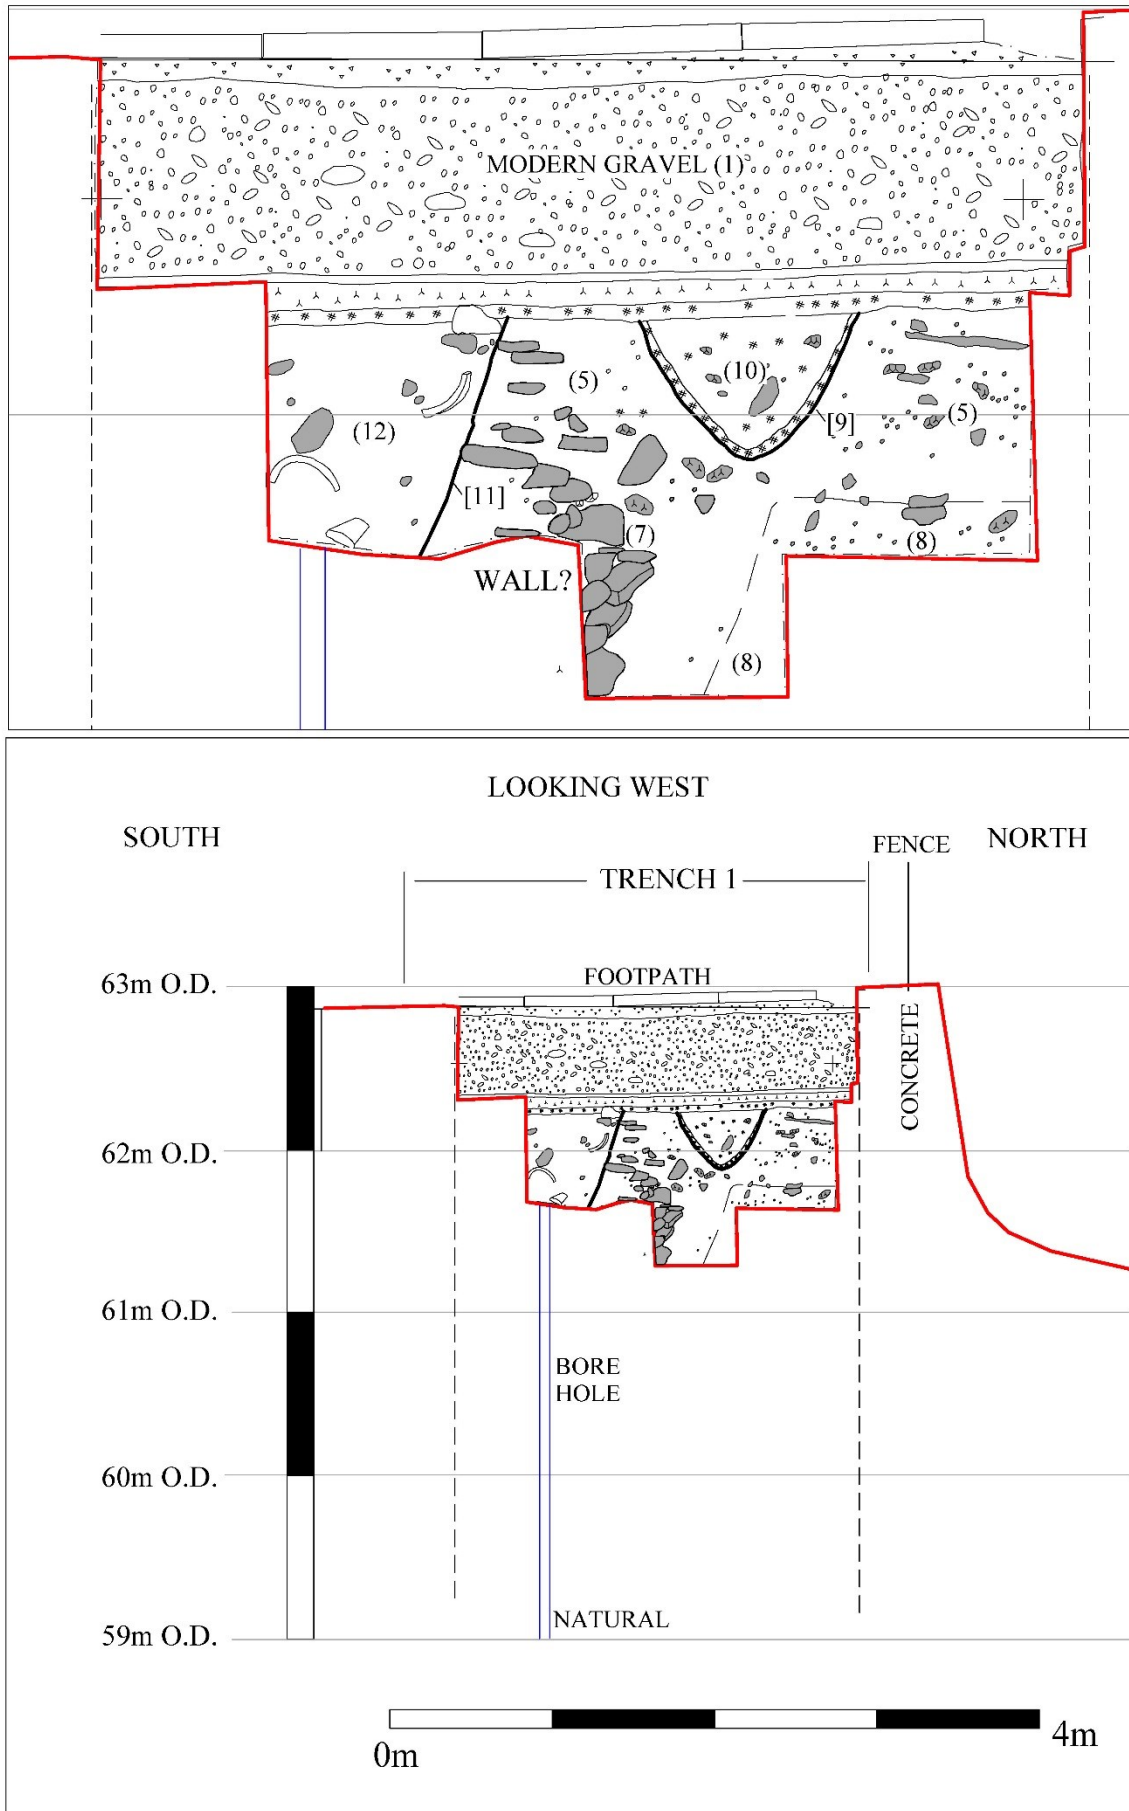 MODERN GRAVEL (1)
(10)
(5)
[9]
(5)
(12)
[11]
(7)
(8)
WALL?
(8)
LOOKING WEST
SOUTH
FENCE
NORTH
TRENCH 1
63m O.D.
FOOTPATH
CONCRETE
62m O.D.
61m O.D.
BORE
HOLE
60m O.D.
NATURAL
59m O.D.
0m
4m